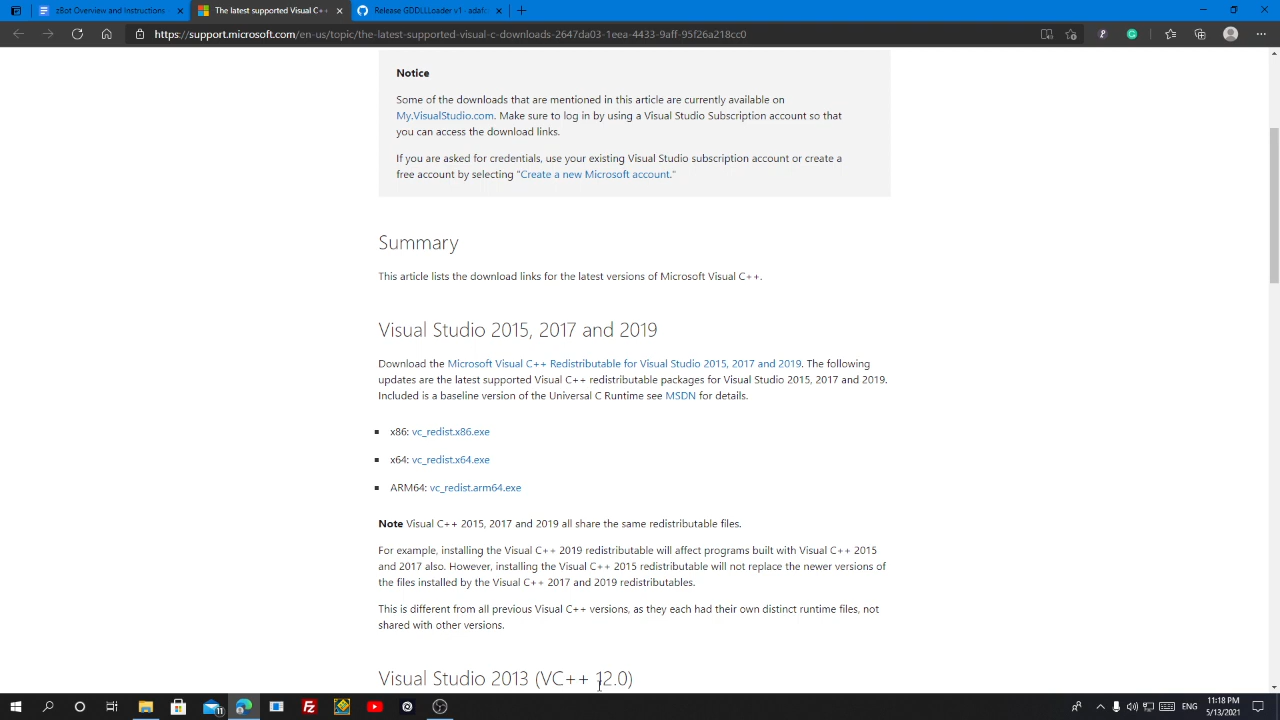 zBot Overview and Instructions
The latest supported Visual C++
Release GDDLLLoader v1 - adafc
https://support.microsoft.com/en-us/topic/the-latest-supported-visual-c-downloads-2647da03-1eea-4433-9aff-95f26a218cc0
Notice
Some of the downloads that are mentioned in this article are currently available on
My.VisualStudio.com. Make sure to log in by using a Visual Studio Subscription account so that
you can access the download links.
If you are asked for credentials, use your existing Visual Studio subscription account or create a
free account by selecting "Create a new Microsoft account."
Summary
This article lists the download links for the latest versions of Microsoft Visual C++.
Visual Studio 2015, 2017 and 2019
Download the Microsoft Visual C++ Redistributable for Visual Studio 2015, 2017 and 2019. The following
updates are the latest supported Visual C++ redistributable packages for Visual Studio 2015, 2017 and 2019.
Included is a baseline version of the Universal C Runtime see MSDN for details.
x86: vc_redist.x86.exe
x64: vc_redist.x64.exe
ARM64: vc_redist.arm64.exe
Note Visual C++ 2015, 2017 and 2019 all share the same redistributable files.
For example, installing the Visual C++ 2019 redistributable will affect programs built with Visual C++ 2015
and 2017 also. However, installing the Visual C++ 2015 redistributable will not replace the newer versions of
the files installed by the Visual C++ 2017 and 2019 redistributables.
This is different from all previous Visual C++ versions, as they each had their own distinct runtime files, not
shared with other versions.
Visual Studio 2013 (VC++ 12.0)
11
ENG
11:18 PM
5/13/2021